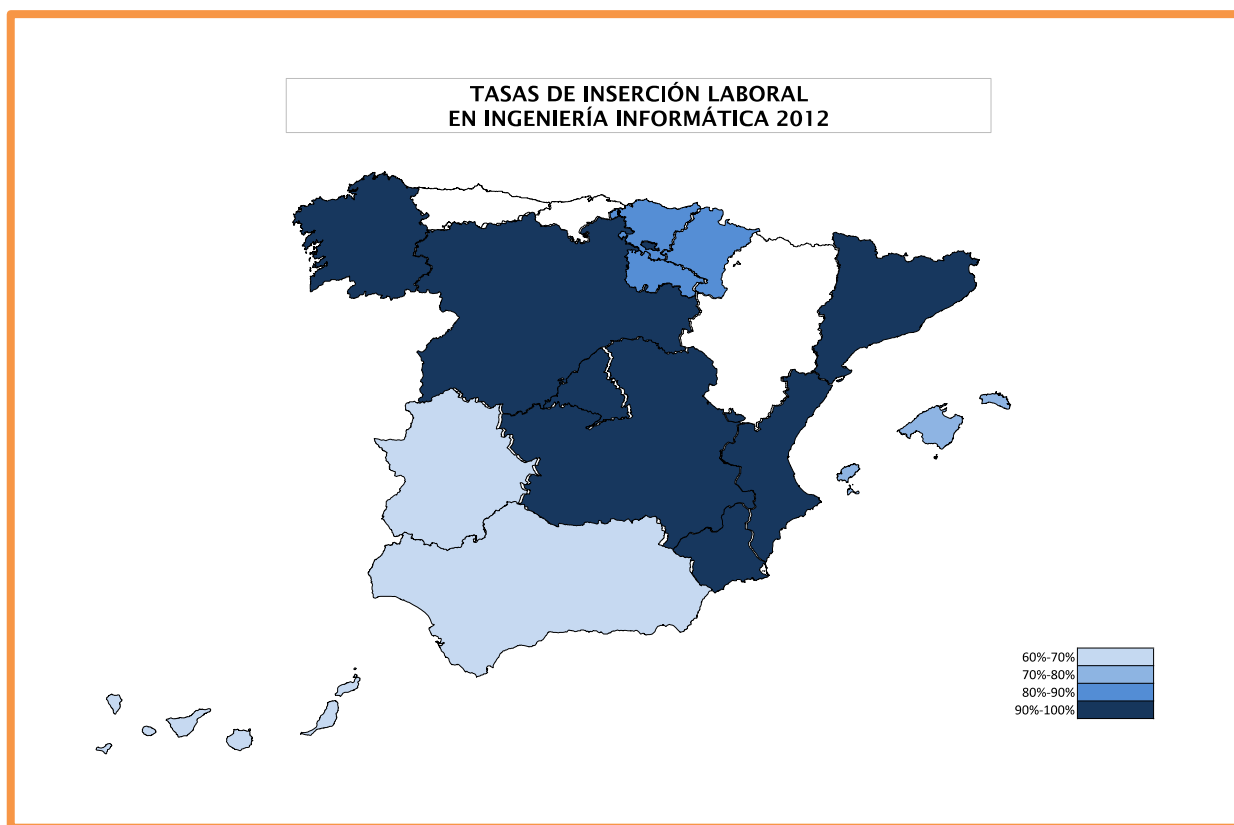 TASAS DE INSERCIÓN LABORAL
EN INGENIERÍA INFORMÁTICA 2012
60%-70%
70%-80%
80%-90%
90%-100%